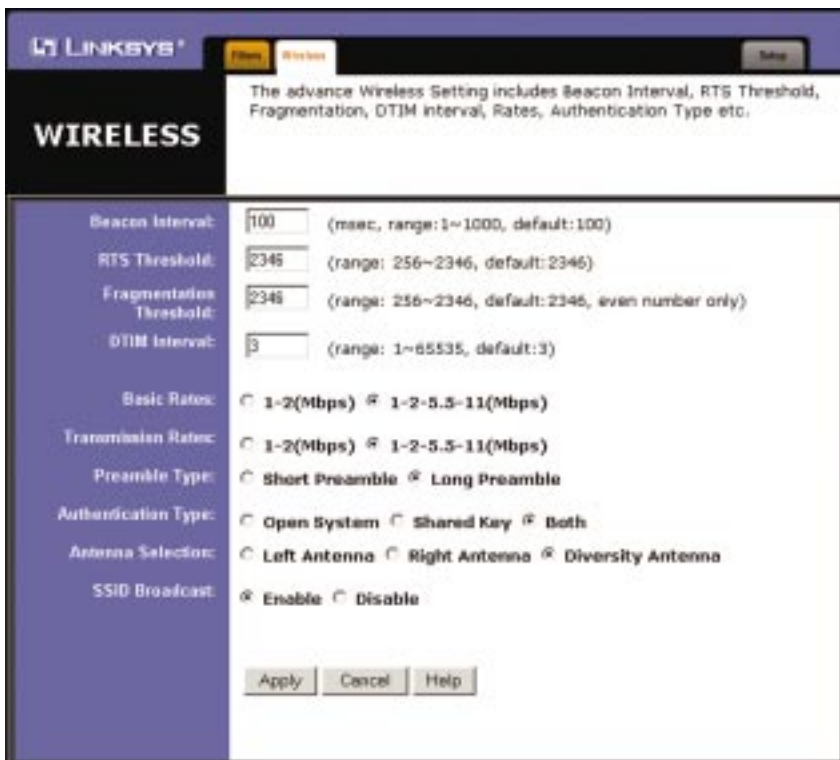 LINKSYS®
Filters Wireless Setup
The advance Wireless Setting includes Beacon Interval, RTS Threshold,
Fragmentation, DTIM interval, Rates, Authentication Type etc.
WIRELESS
Beacon Interval: 100 (msec, range:1~1000, default:100)
RTS Threshold: 2346 (range: 256~2346, default:2346)
Fragmentation
Threshold: 2346 (range: 256~2346, default:2346, even number only)
DTIM Interval: 3 (range: 1~65535, default:3)
Basic Rates: 1-2(Mbps) 1-2-5.5-11(Mbps)
Transmission Rates: 1-2(Mbps) 1-2-5.5-11(Mbps)
Preamble Type: Short Preamble Long Preamble
Authentication Type: Open System Shared Key Both
Antenna Selection: Left Antenna Right Antenna Diversity Antenna
SSID Broadcast: Enable Disable
Apply Cancel Help